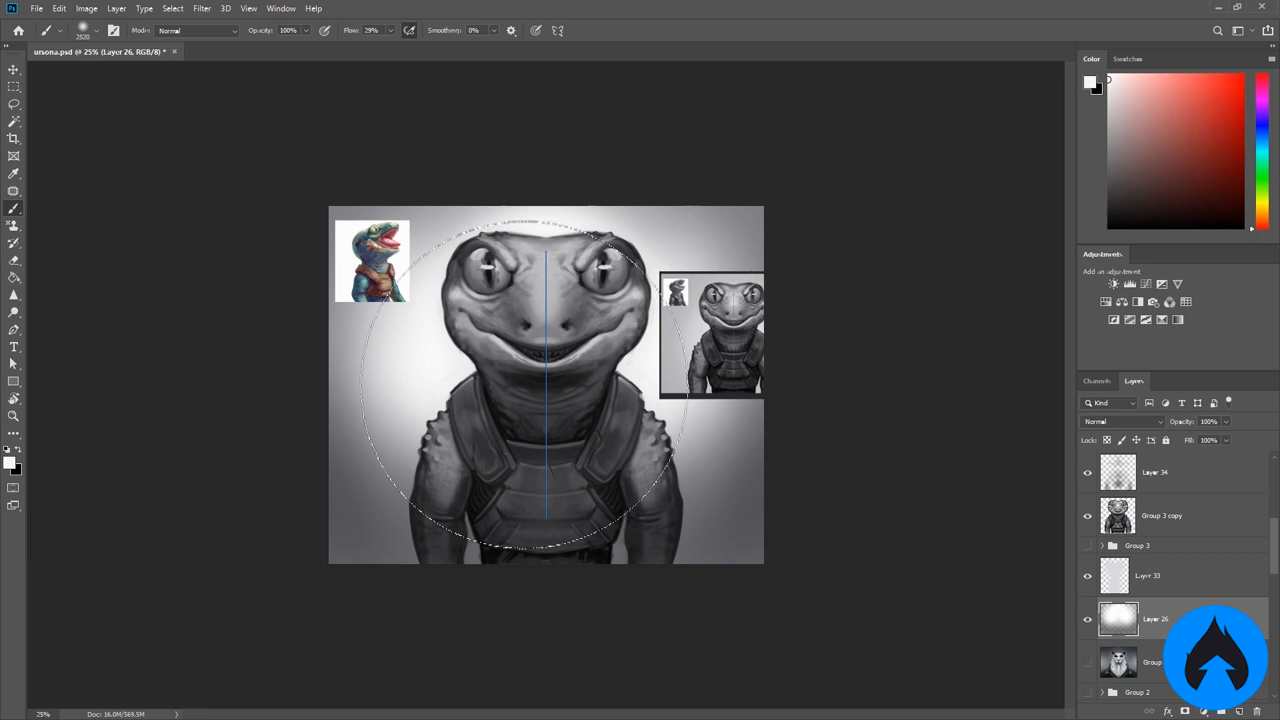 Ps File Edit Image Layer Type Select Filter 3D View Window Help
2520 Mode: Normal Opacity: 100% Flow: 29% Smoothing: 0%
ursona.psd @ 25% (Layer 26, RGB/8) *
Color Swatches
Adjustments
Add an adjustment
Channels Layers
Kind
Normal Opacity: 100%
Lock: Fill: 100%
Layer 34
Group 3 copy
Group 3
Layer 33
Layer 26
Group
Group 2
25% Doc: 16.0M/569.5M